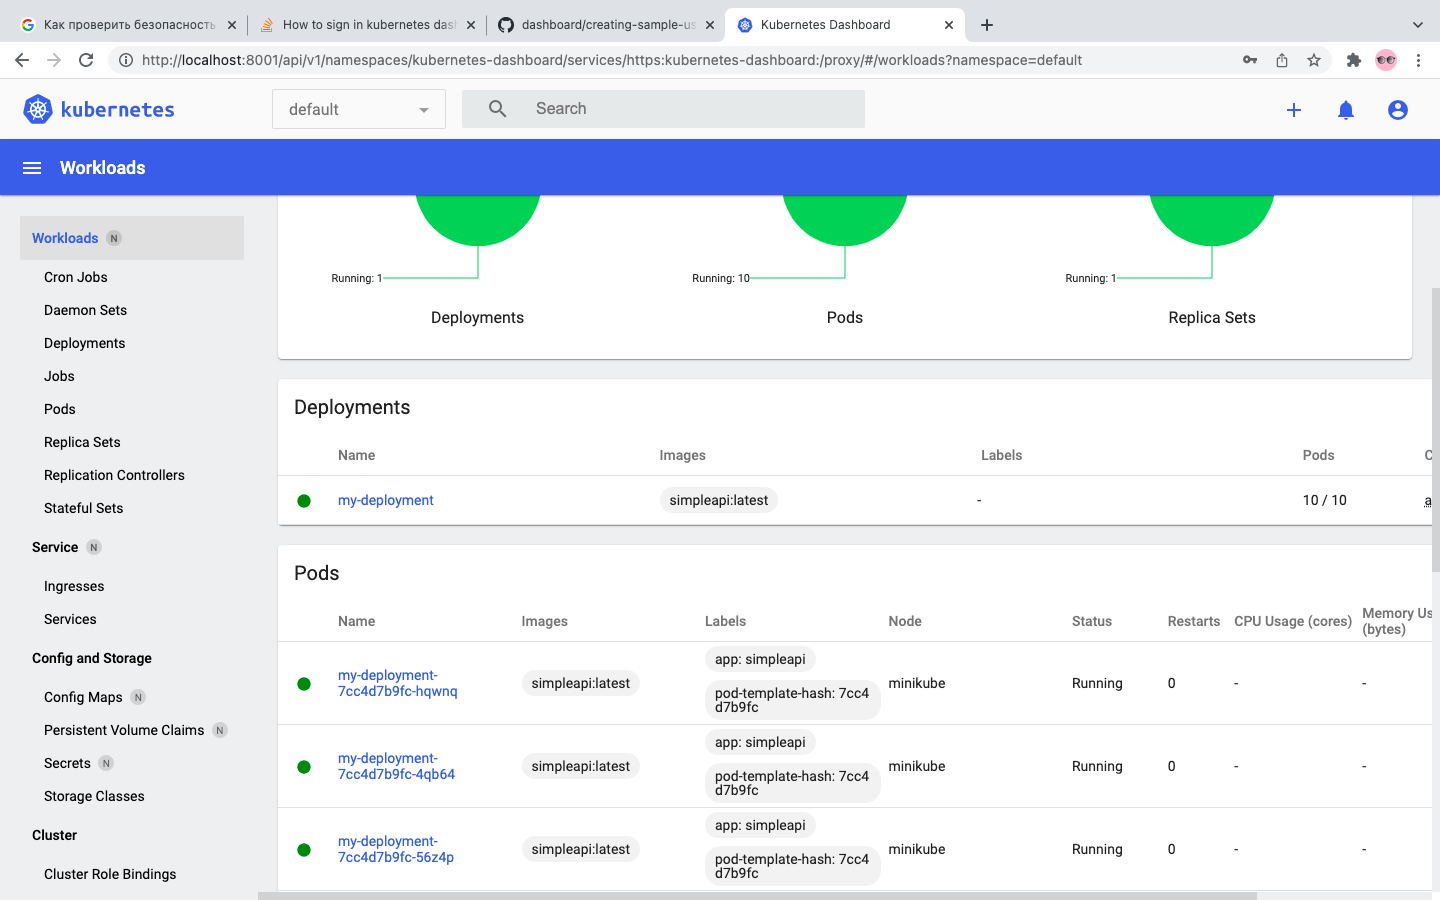 Как проверить безопасность
How to sign in kubernetes das
dashboard/creating-sample-us
Kubernetes Dashboard
http://localhost:8001/api/v1/namespaces/kubernetes-dashboard/services/https:kubernetes-dashboard:/proxy/#/workloads?namespace=default
kubernetes
default
Search
Workloads
Workloads N
Cron Jobs
Daemon Sets
Deployments
Jobs
Pods
Replica Sets
Replication Controllers
Stateful Sets
Service N
Ingresses
Services
Config and Storage
Config Maps N
Persistent Volume Claims N
Secrets N
Storage Classes
Cluster
Cluster Role Bindings
Running: 1
Deployments
Running: 10
Pods
Running: 1
Replica Sets
Deployments
Name Images Labels Pods C
my-deployment simpleapi:latest - 10 / 10 a
Pods
Name Images Labels Node Status Restarts CPU Usage (cores) Memory Us
(bytes)
my-deployment-
7cc4d7b9fc-hqwnq
simpleapi:latest
app: simpleapi
pod-template-hash: 7cc4
d7b9fc
minikube Running 0 - -
my-deployment-
7cc4d7b9fc-4qb64
simpleapi:latest
app: simpleapi
pod-template-hash: 7cc4
d7b9fc
minikube Running 0 - -
my-deployment-
7cc4d7b9fc-56z4p
simpleapi:latest
app: simpleapi
pod-template-hash: 7cc4
d7b9fc
minikube Running 0 - -